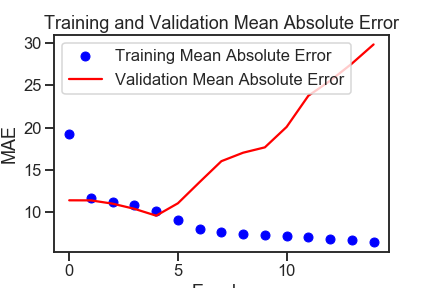 Training and Validation Mean Absolute Error
30
25
20
15
10
MAE
Training Mean Absolute Error
Validation Mean Absolute Error
0
5
10